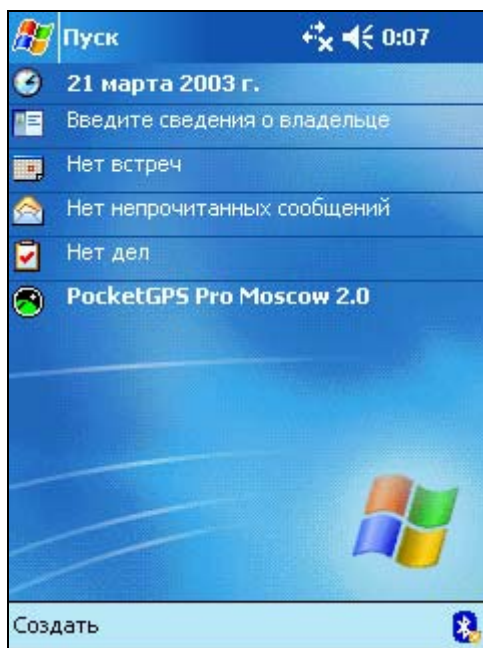 Пуск 0:07
21 марта 2003 г.
Введите сведения о владельце
Нет встреч
Нет непрочитанных сообщений
Нет дел
PocketGPS Pro Moscow 2.0
Создать